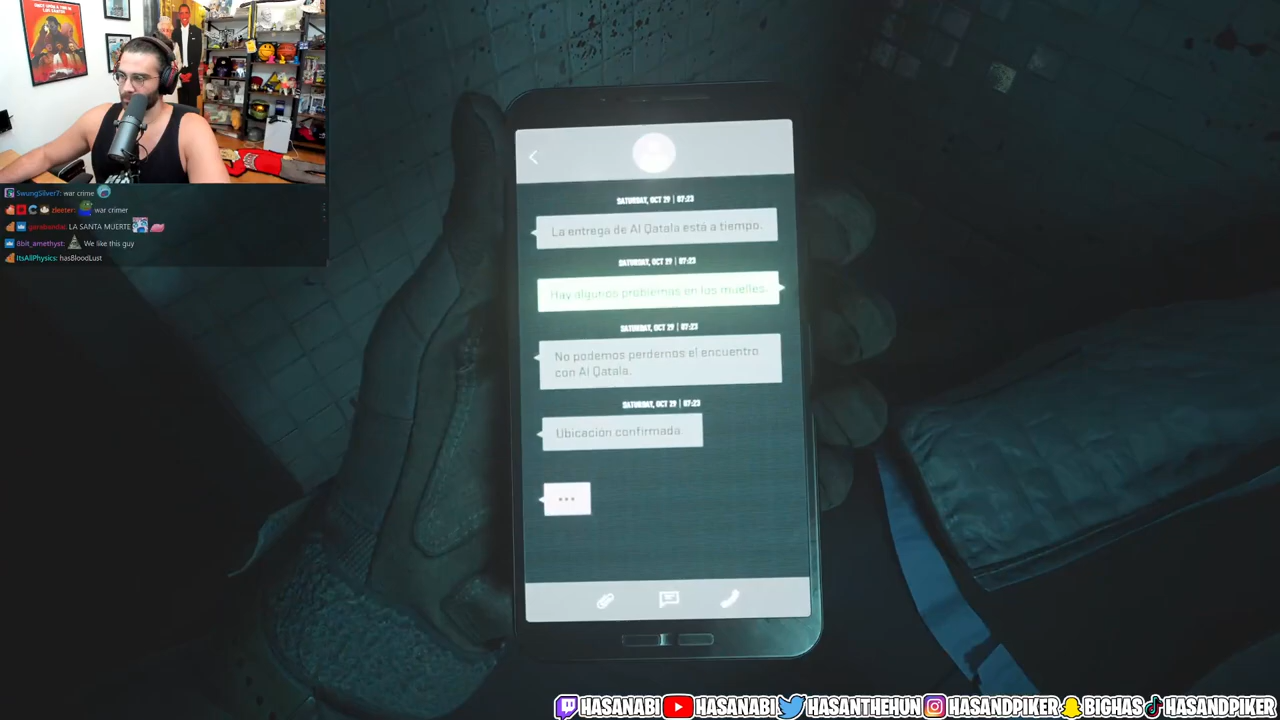 SwungSilver7: war crime
zleeter: war crimer
LA SANTA MUERTE
8bit_amethyst: We like this guy
ItsAllPhysics: hasBloodLust
SATURDAY, OCT 29 | 07:23
La entrega de Al Qatala está a tiempo.
SATURDAY, OCT 29 | 07:23
Hay algunos problemas en los muelles.
SATURDAY, OCT 29 | 07:23
No podemos perdernos el encuentro
con Al Qatala.
SATURDAY, OCT 29 | 07:23
Ubicación confirmada
...
HASANABI HASANABI HASANTHEHUN HASANDPIKER BIGHAS HASANDPIKER